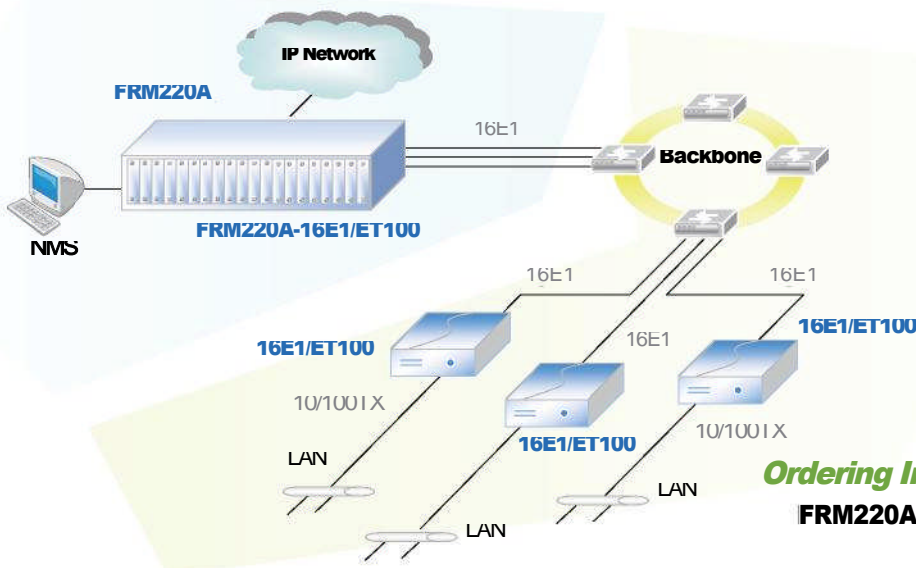 IP Network
FRM220A
16E1
Backbone
FRM220A-16E1/ET100
NMS
16E1
16E1
16E1/ET100
16E1
16E1/ET100
10/100TX
16E1/ET100
10/100TX
LAN
LAN
LAN
Ordering
FRM220A